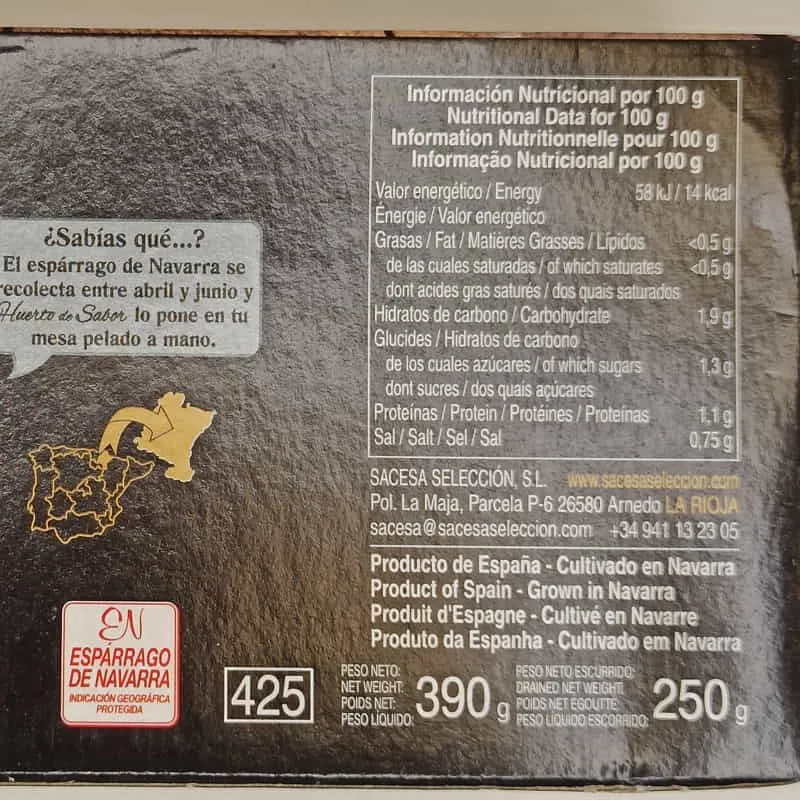 ¿Sabías qué...?
El espárrago de Navarra se
recolecta entre abril y junio y
Huerto de Sabor lo pone en tu
mesa pelado a mano.
EN
ESPÁRRAGO
DE NAVARRA
INDICACIÓN GEOGRÁFICA
PROTEGIDA
Información Nutricional por 100 g
Nutritional Data for 100 g
Information Nutritionnelle pour 100 g
Informação Nutricional por 100 g
Valor energético / Energy 58 kJ / 14 kcal
Énergie / Valor energético
Grasas / Fat / Matières Grasses / Lípidos <0,5 g
de las cuales saturadas / of which saturates <0,5 g
dont acides gras saturés / dos quais saturados
Hidratos de carbono / Carbohydrate 1,9 g
Glucides / Hidratos de carbono
de los cuales azúcares / of which sugars 1,3 g
dont sucres / dos quais açúcares
Proteínas / Protein / Protéines / Proteínas 1,1 g
Sal / Salt / Sel / Sal 0,75 g
SACESA SELECCIÓN, S.L. www.sacesaseleccion.com
Pol. La Maja, Parcela P-6 26580 Arnedo LA RIOJA
sacesa@sacesaseleccion.com +34 941 13 23 05
Producto de España - Cultivado en Navarra
Product of Spain - Grown in Navarra
Produit d'Espagne - Cultivé en Navarre
Produto da Espanha - Cultivado em Navarra
425
PESO NETO:
NET WEIGHT:
POIDS NET:
PESO LÍQUIDO:
390 g
PESO NETO ESCURRIDO:
DRAINED NET WEIGHT:
POIDS NET EGOUTTE:
PESO LÍQUIDO ESCORRIDO:
250 g